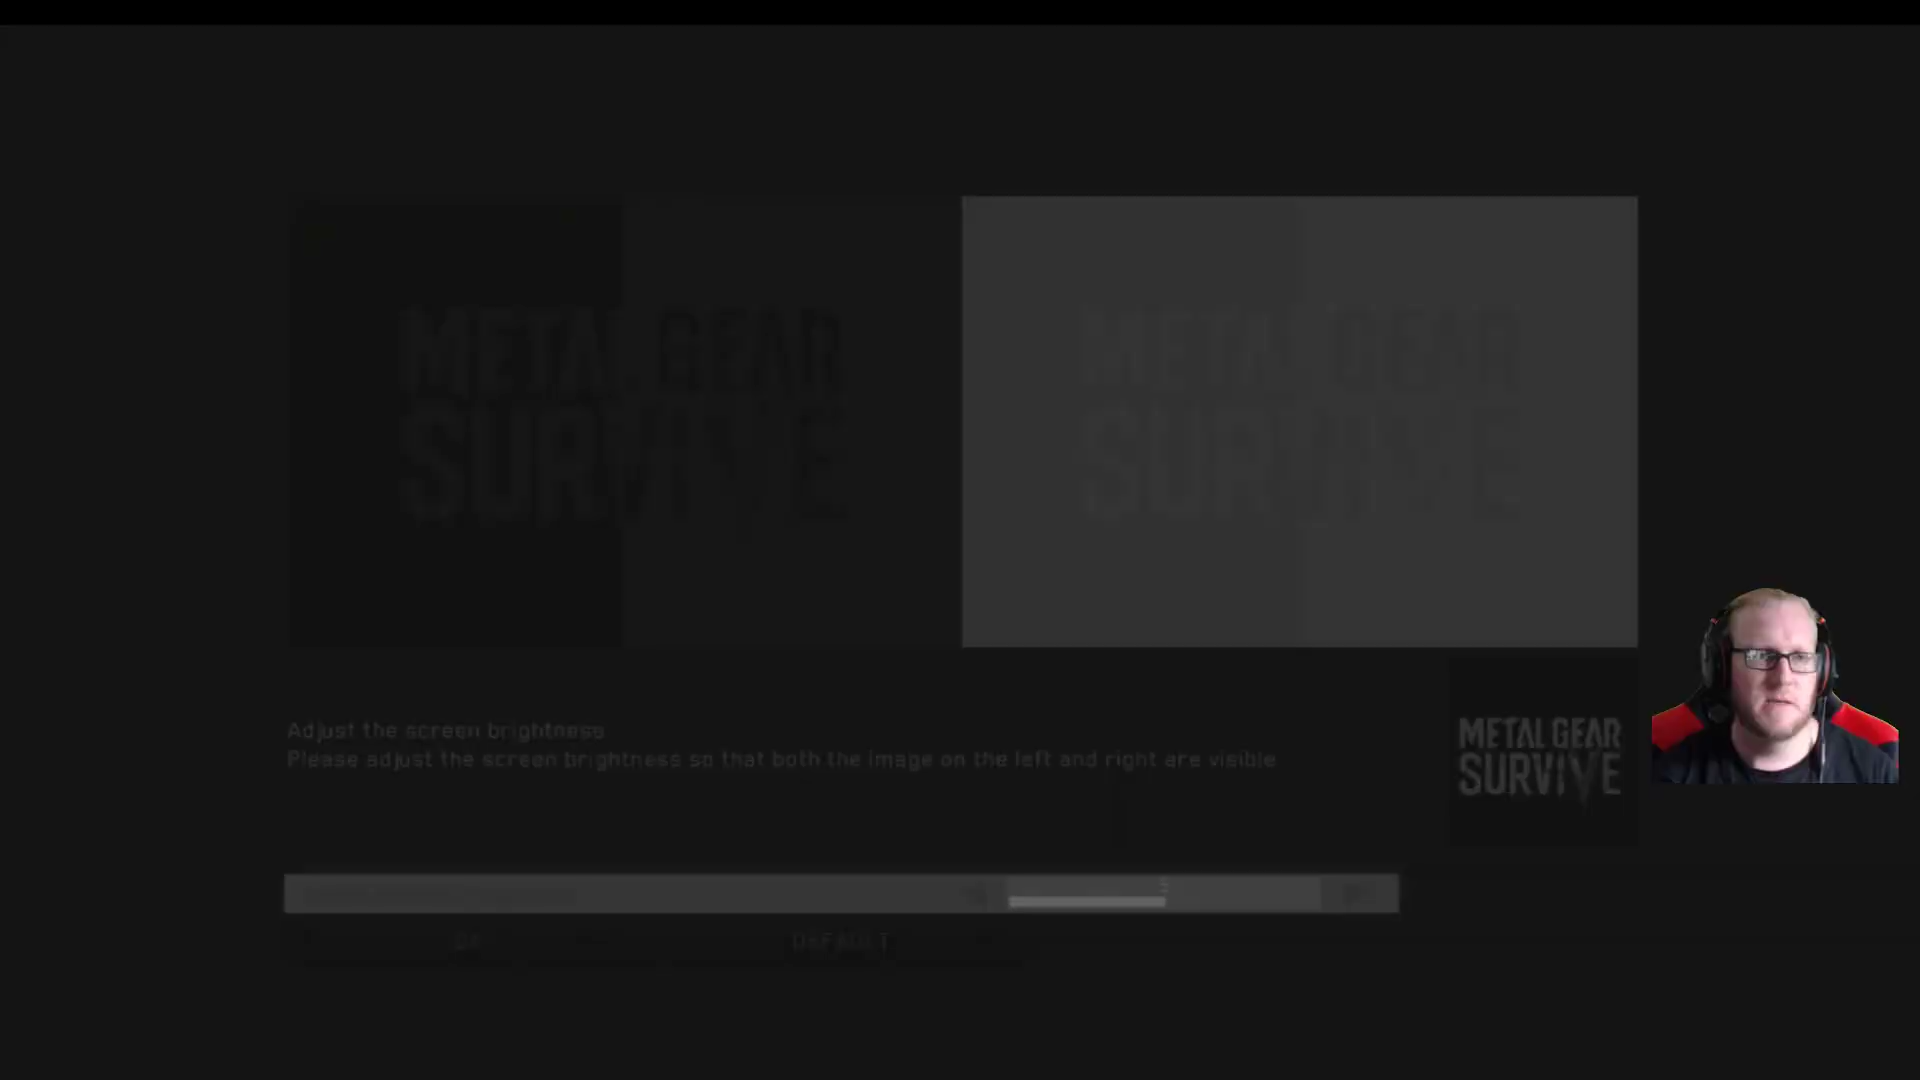 METAL GEAR
SURVIVE
METAL GEAR
SURVIVE
Adjust the screen brightness
Please adjust the screen brightness so that both the image on the left and right are visible
METAL GEAR
SURVIVE
OK
DEFAULT